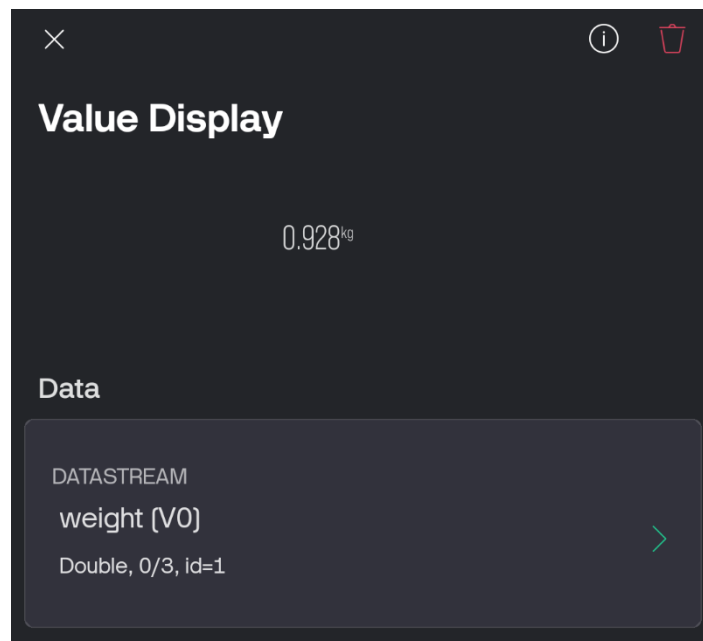 Value Display
0.928kg
Data
DATASTREAM
weight (V0)
Double, 0/3, id=1